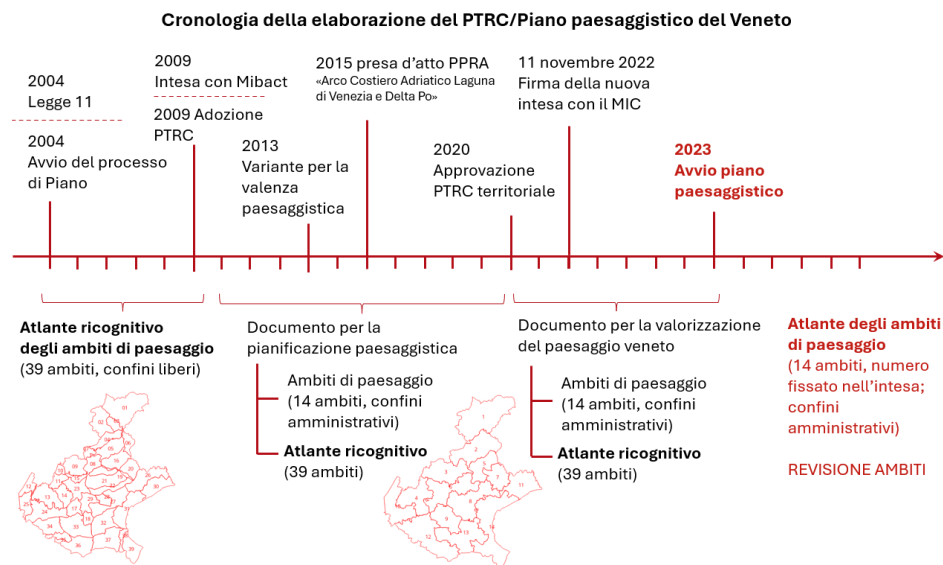 Cronologia della elaborazione del PTRC/Piano paesaggistico del Veneto
2004
Legge 11
2004
Avvio del processo
di Piano
2009
Intesa con Mibact
2009 Adozione
PTRC
2013
Variante per la
valenza
paesaggistica
2015 presa d’atto PPRA
«Arco Costiero Adriatico Laguna
di Venezia e Delta Po»
2020
Approvazione
PTRC territoriale
11 novembre 2022
Firma della nuova
intesa con il MIC
2023
Avvio piano
paesaggistico
Atlante ricognitivo
degli ambiti di paesaggio
(39 ambiti, confini liberi)
Documento per la
pianificazione paesaggistica
Ambiti di paesaggio
(14 ambiti, confini
amministrativi)
Atlante ricognitivo
(39 ambiti)
Documento per la valorizzazione
del paesaggio veneto
Ambiti di paesaggio
(14 ambiti, confini
amministrativi)
Atlante ricognitivo
(39 ambiti)
Atlante degli ambiti
di paesaggio
(14 ambiti, numero
fissato nell’intesa;
confini
amministrativi)
REVISIONE AMBITI